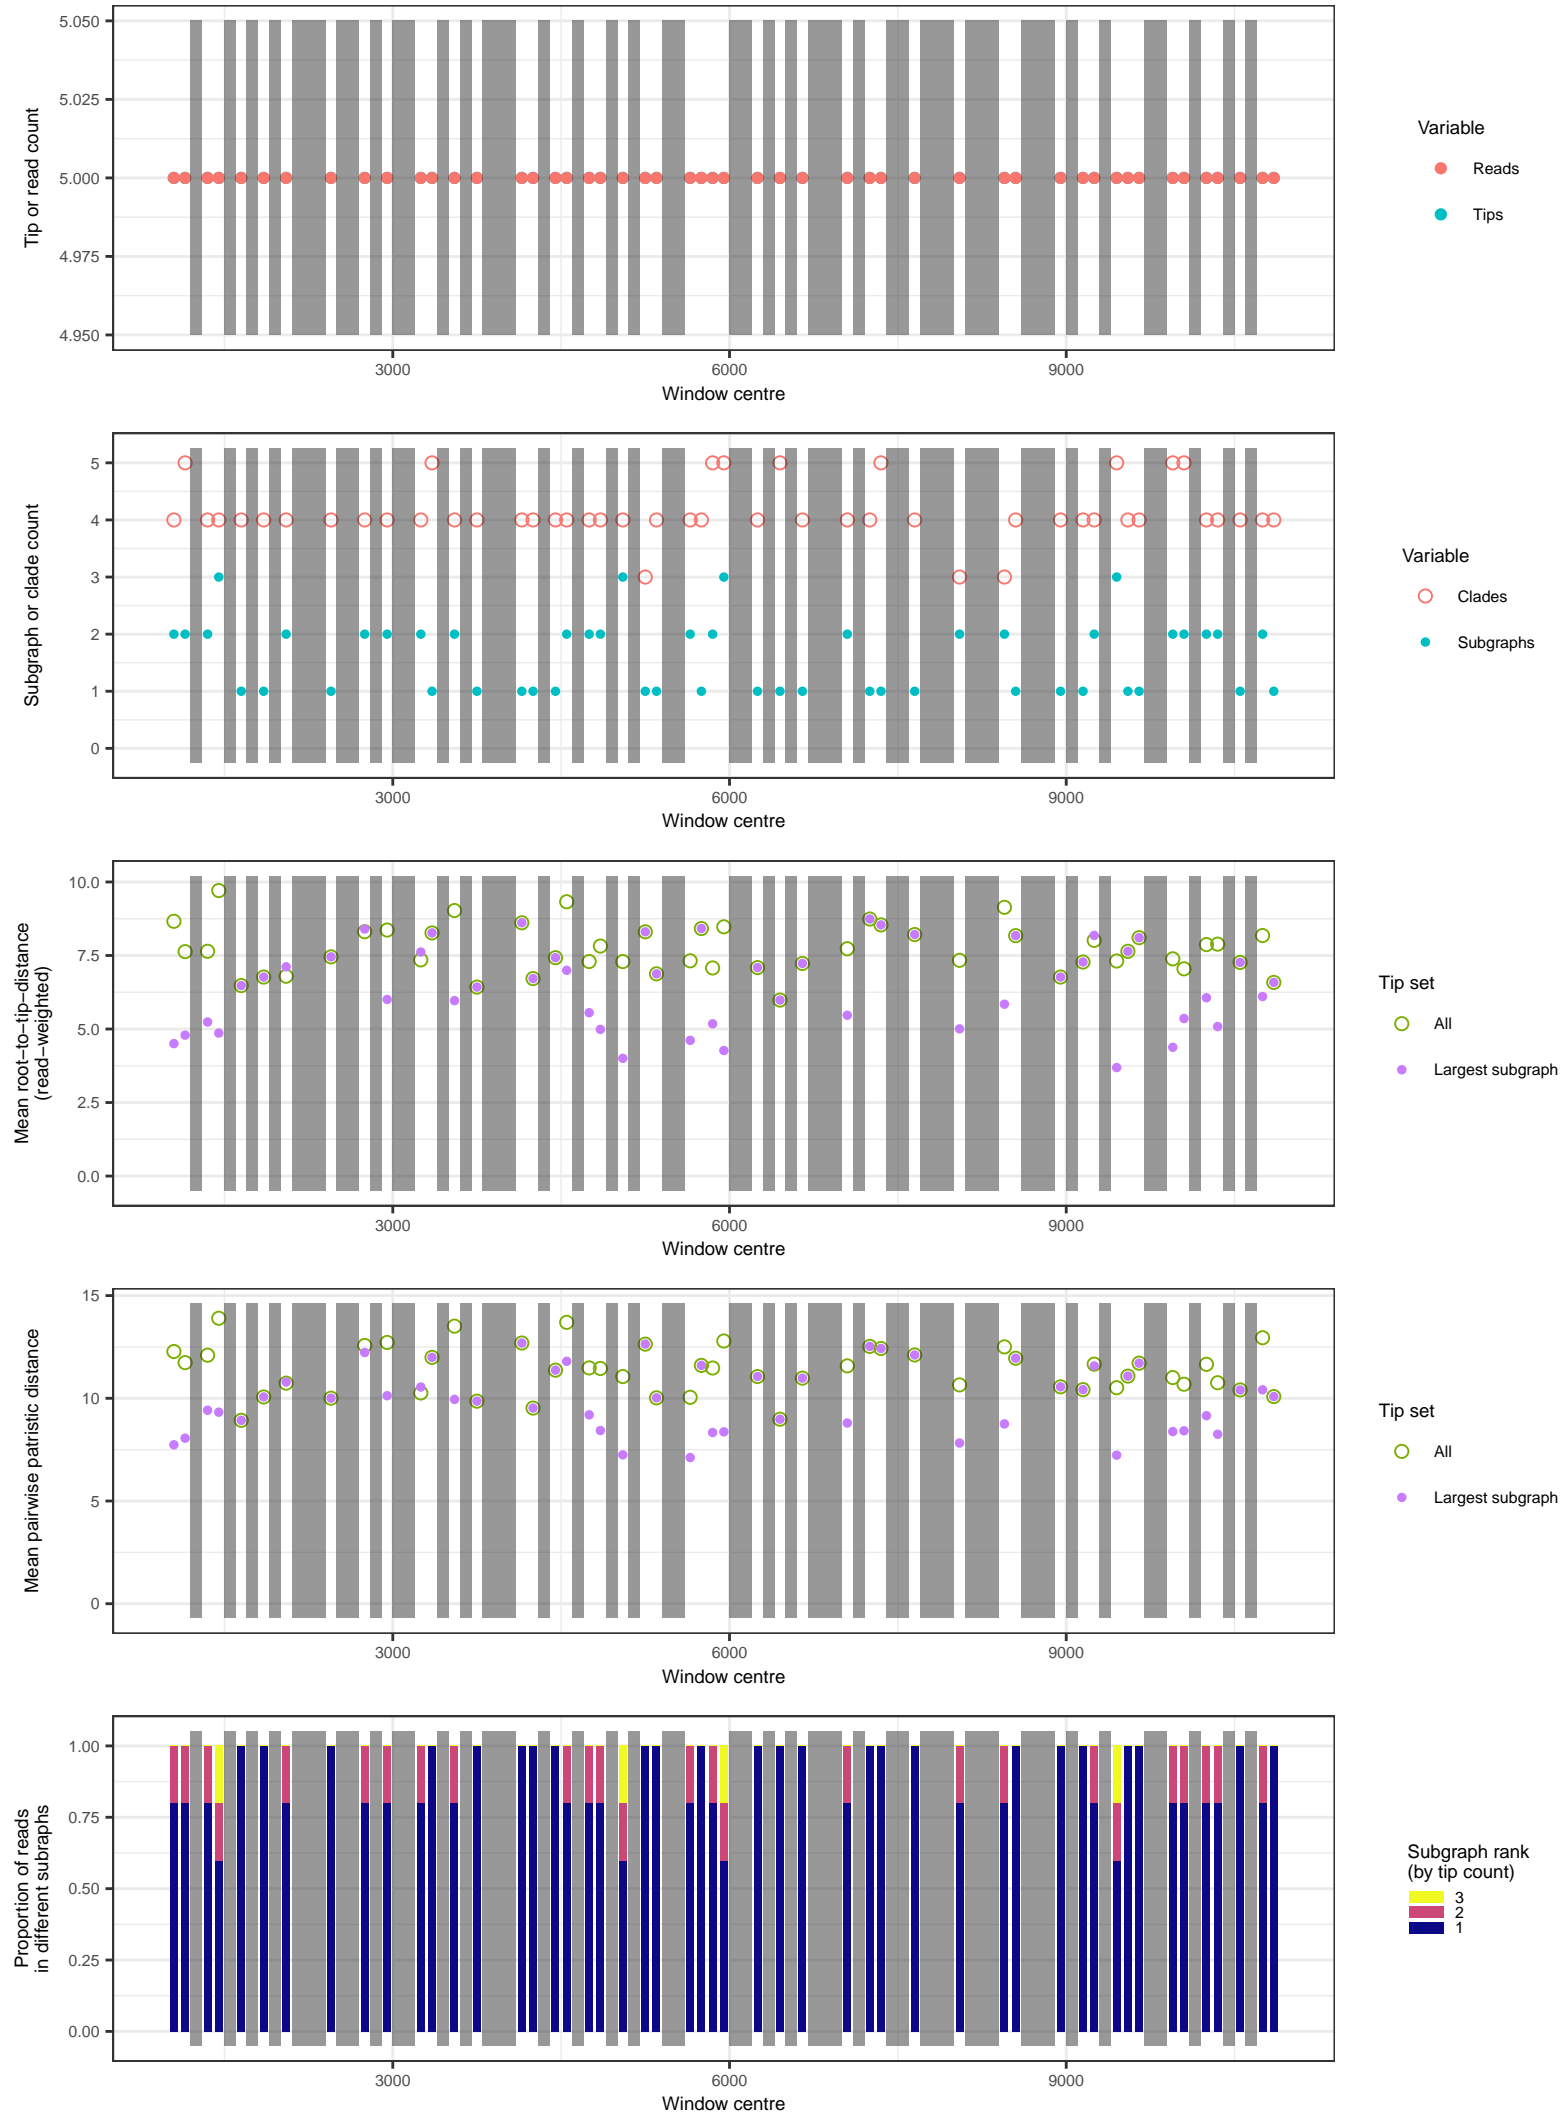 5.050
5.025
5.000
4.975
4.950
Tip or read count
3000 6000 9000
Window centre
Variable
Reads
Tips
5
4
3
2
1
0
Subgraph or clade count
3000 6000 9000
Window centre
Variable
Clades
Subgraphs
10.0
7.5
5.0
2.5
0.0
Mean root−to−tip−distance
(read−weighted)
3000 6000 9000
Window centre
Tip set
All
Largest subgraph
15
10
5
0
Mean pairwise patristic distance
3000 6000 9000
Window centre
Tip set
All
Largest subgraph
1.00
0.75
0.50
0.25
0.00
Proportion of reads
in different subraphs
3000 6000 9000
Window centre
Subgraph rank
(by tip count)
3
2
1